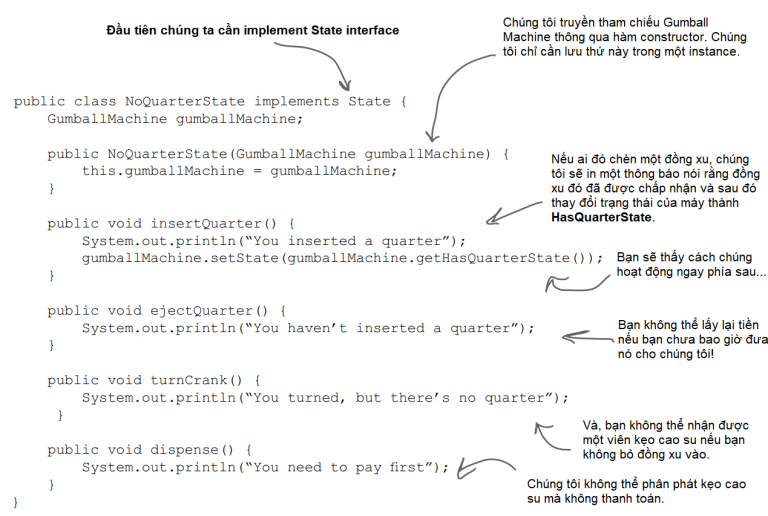 Đầu tiên chúng ta cần implement State interface
Chúng tôi truyền tham chiếu Gumball
Machine thông qua hàm constructor. Chúng
tôi chỉ cần lưu thứ này trong một instance.
public class NoQuarterState implements State {
GumballMachine gumballMachine;
public NoQuarterState(GumballMachine gumballMachine) {
this.gumballMachine = gumballMachine;
}
Nếu ai đó chèn một đồng xu, chúng
tôi sẽ in một thông báo nói rằng đồng
xu đó đã được chấp nhận và sau đó
thay đổi trạng thái của máy thành
HasQuarterState.
public void insertQuarter() {
System.out.println(“You inserted a quarter”);
gumballMachine.setState(gumballMachine.getHasQuarterState());
}
Bạn sẽ thấy cách chúng
hoạt động ngay phía sau...
public void ejectQuarter() {
System.out.println(“You haven’t inserted a quarter”);
}
Bạn không thể lấy lại tiền
nếu bạn chưa bao giờ đưa
nó cho chúng tôi!
public void turnCrank() {
System.out.println(“You turned, but there’s no quarter”);
}
Và, bạn không thể nhận được
một viên kẹo cao su nếu bạn
không bỏ đồng xu vào.
public void dispense() {
System.out.println(“You need to pay first”);
}
Chúng tôi không thể phân phát kẹo cao
su mà không thanh toán.
}